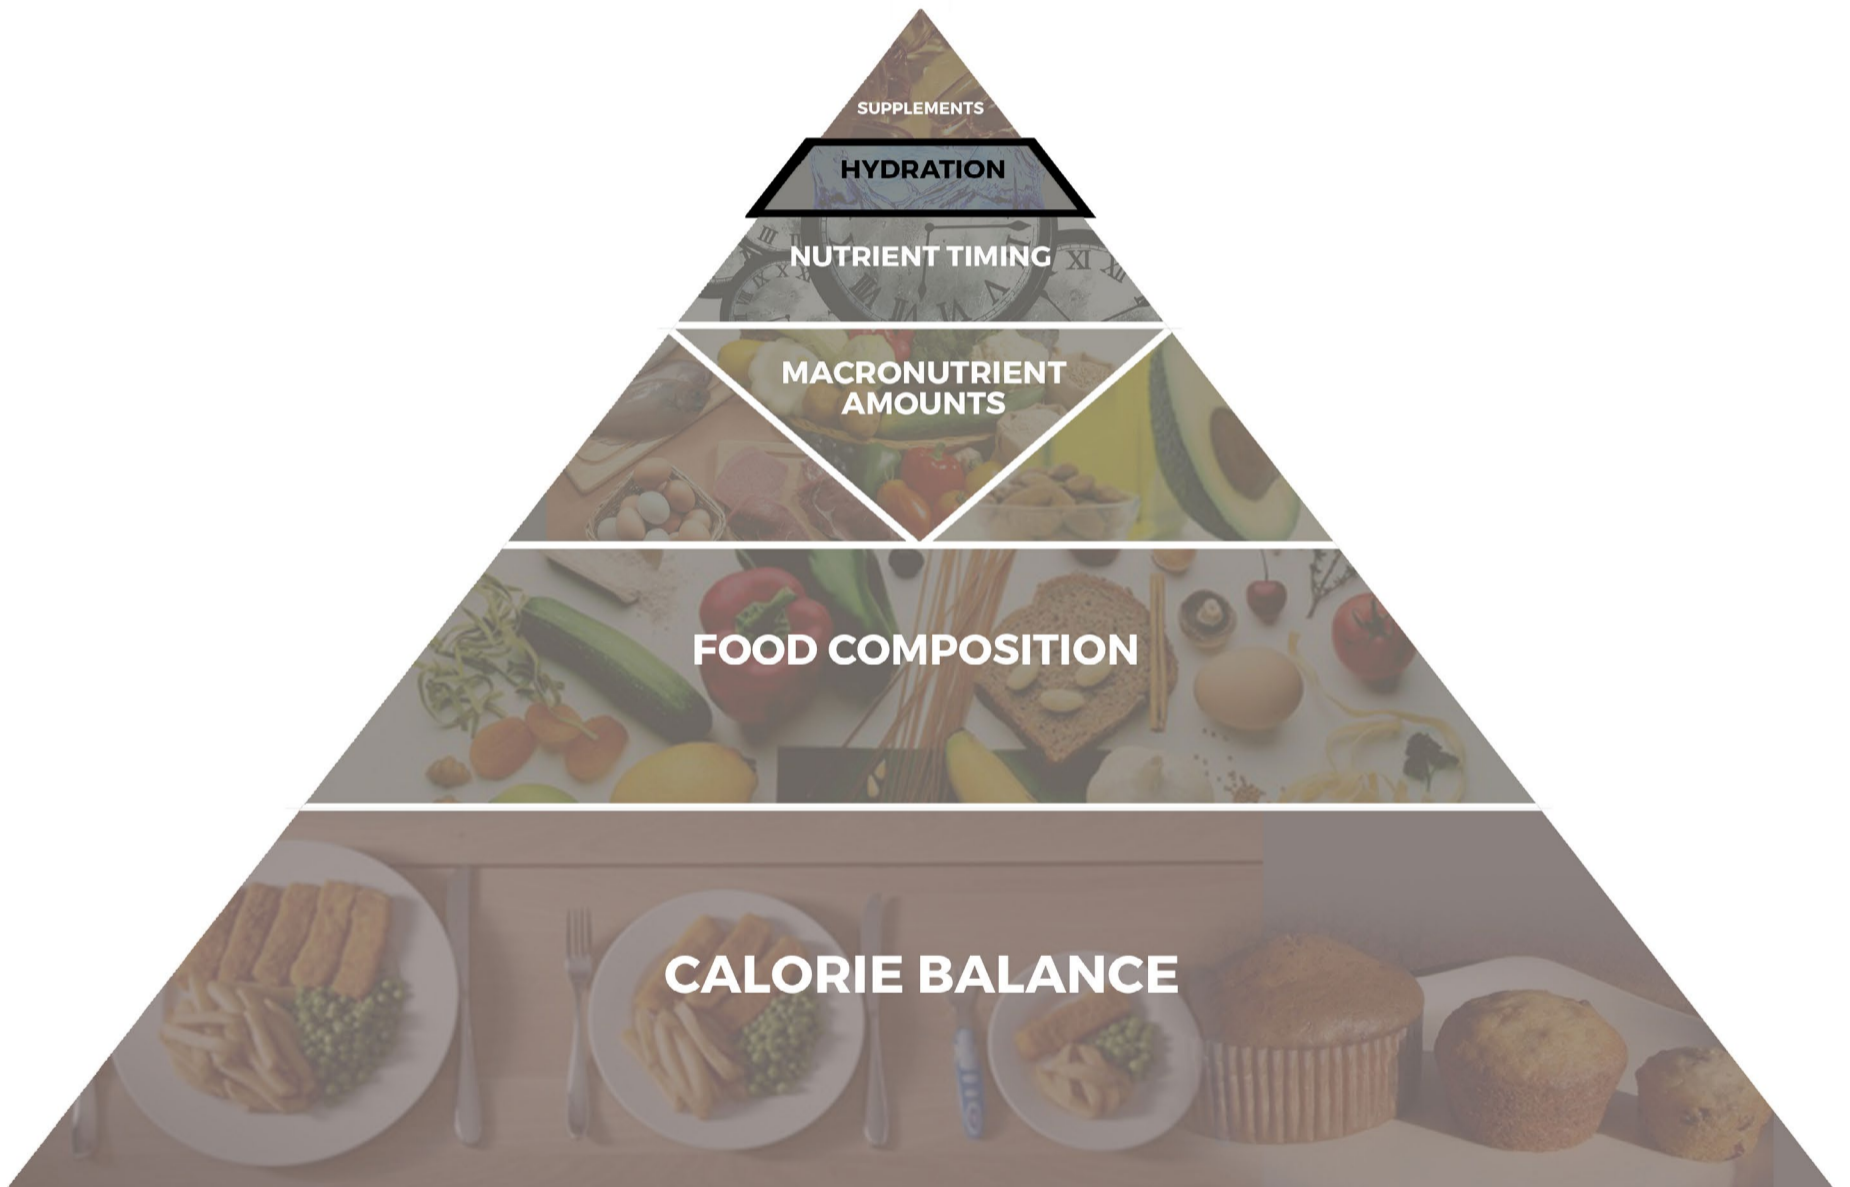 SUPPLEMENTS
HYDRATION
NUTRIENT TIMING
MACRONUTRIENT
AMOUNTS
FOOD COMPOSITION
CALORIE BALANCE